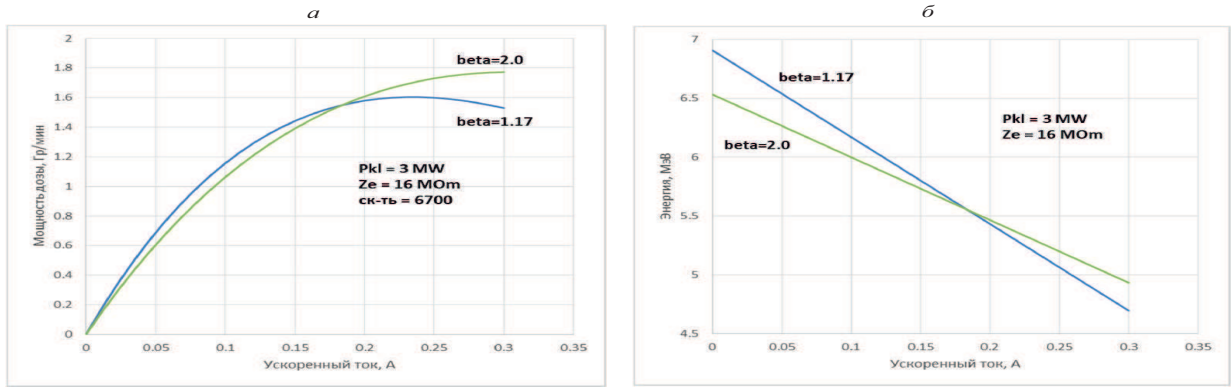 а
2
1.8
1.6
1.4
1.2
1
0.8
0.6
0.4
0.2
0
Мощность дозы, Гр/мин
beta=2.0
beta=1.17
Pkl = 3 MW
Ze = 16 MOm
ск-ть = 6700
0 0.05 0.1 0.15 0.2 0.25 0.3 0.35
Ускоренный ток, А
б
7
6.5
6
5.5
5
4.5
Энергия, МэВ
beta=1.17
beta=2.0
Pkl = 3 MW
Ze = 16 MOm
0 0.05 0.1 0.15 0.2 0.25 0.3 0.35
Ускоренный ток, А